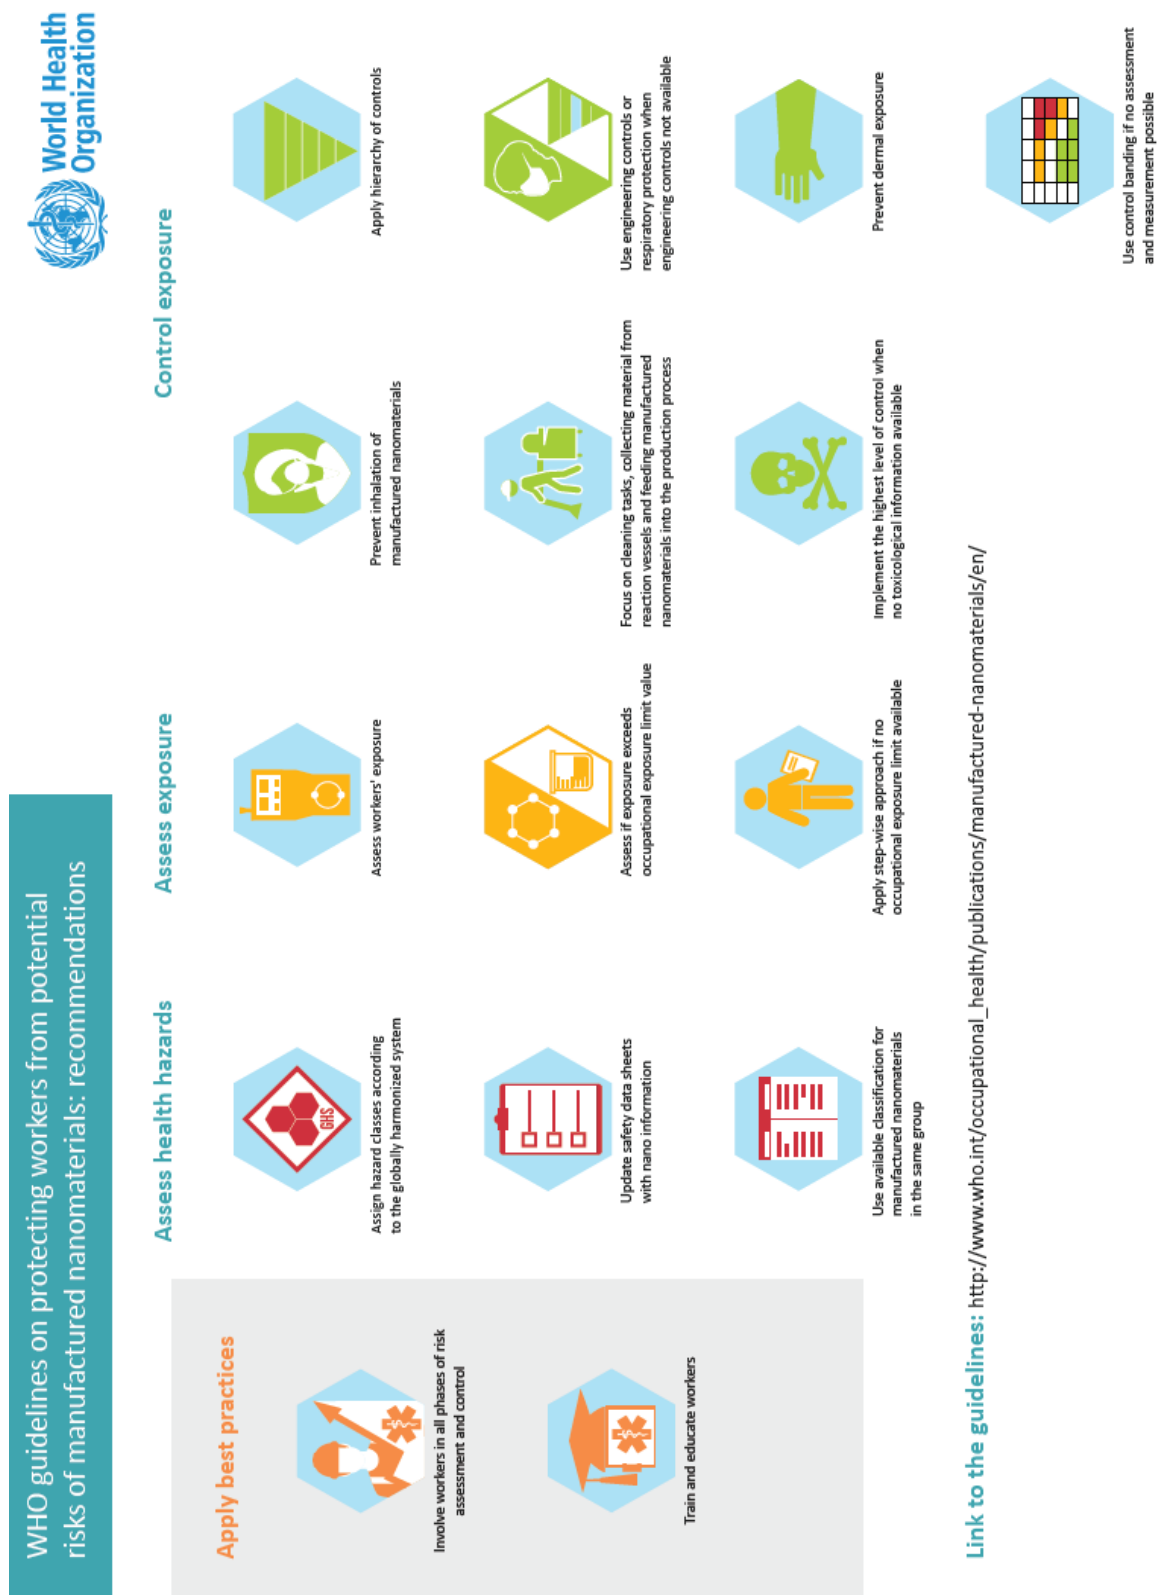 WHO guidelines on protecting workers from potential
risks of manufactured nanomaterials: recommendations
World Health
Organization
Apply best practices
Involve workers in all phases of risk
assessment and control
Train and educate workers
Assess health hazards
GHS
Assign hazard classes according
to the globally harmonized system
Update safety data sheets
with nano information
Use available classification for
manufactured nanomaterials
in the same group
Assess exposure
Assess workers' exposure
Assess if exposure exceeds
occupational exposure limit value
Apply step-wise approach if no
occupational exposure limit available
Control exposure
Prevent inhalation of
manufactured nanomaterials
Apply hierarchy of controls
Focus on cleaning tasks, collecting material from
reaction vessels and feeding manufactured
nanomaterials into the production process
Use engineering controls or
respiratory protection when
engineering controls not available
Implement the highest level of control when
no toxicological information available
Prevent dermal exposure
Use control banding if no assessment
and measurement possible
Link to the guidelines: http://www.who.int/occupational_health/publications/manufactured-nanomaterials/en/